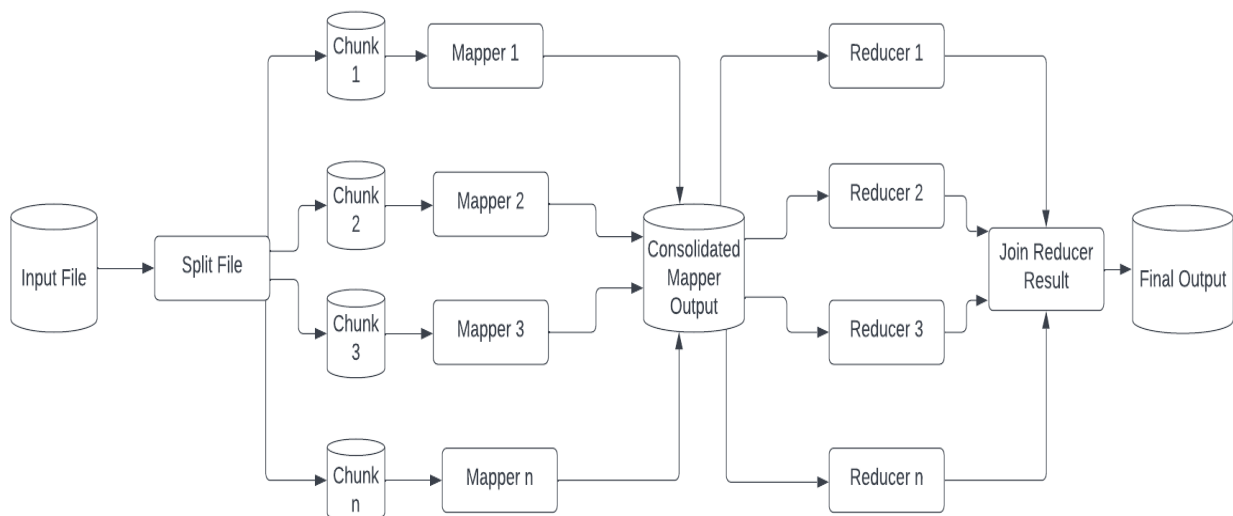 Input File
Split File
Chunk
1
Mapper 1
Chunk
2
Mapper 2
Chunk
3
Mapper 3
Chunk
n
Mapper n
Consolidated
Mapper
Output
Reducer 1
Reducer 2
Reducer 3
Reducer n
Join Reducer
Result
Final Output